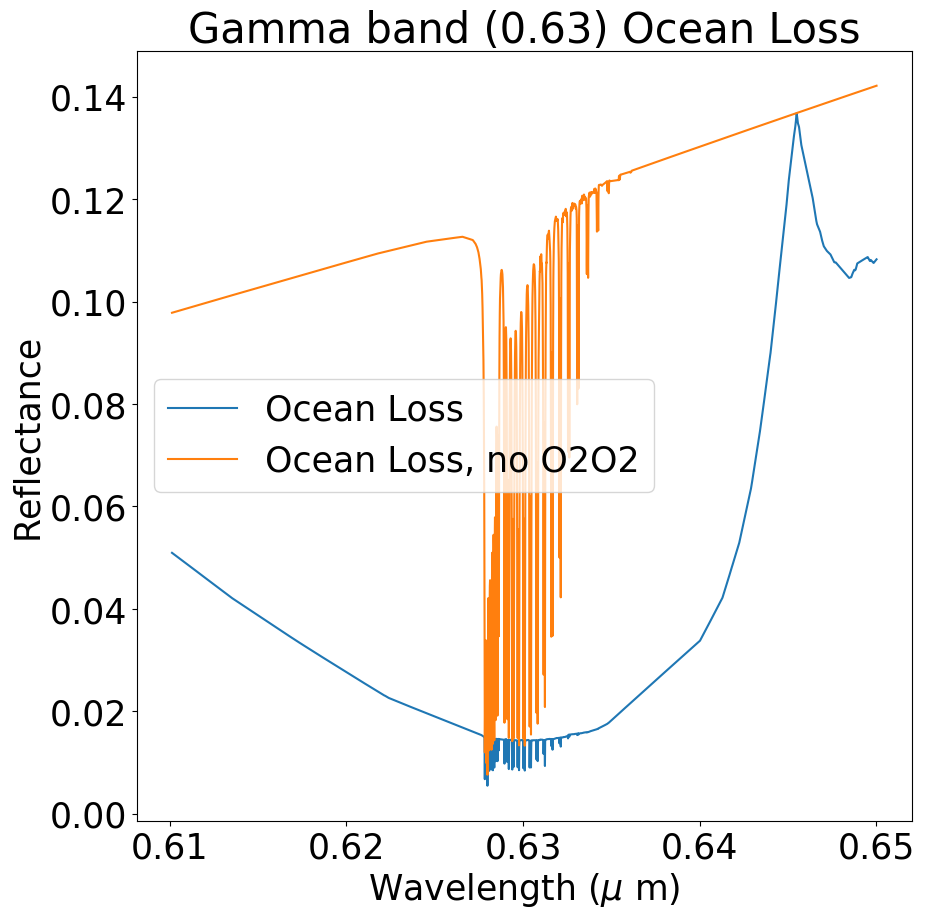 Gamma band (0.63) Ocean Loss
0.14
0.12
0.10
0.08
0.06
0.04
0.02
0.00
Reflectance
Ocean Loss
Ocean Loss, no O2O2
0.61 0.62 0.63 0.64 0.65
Wavelength (μ m)